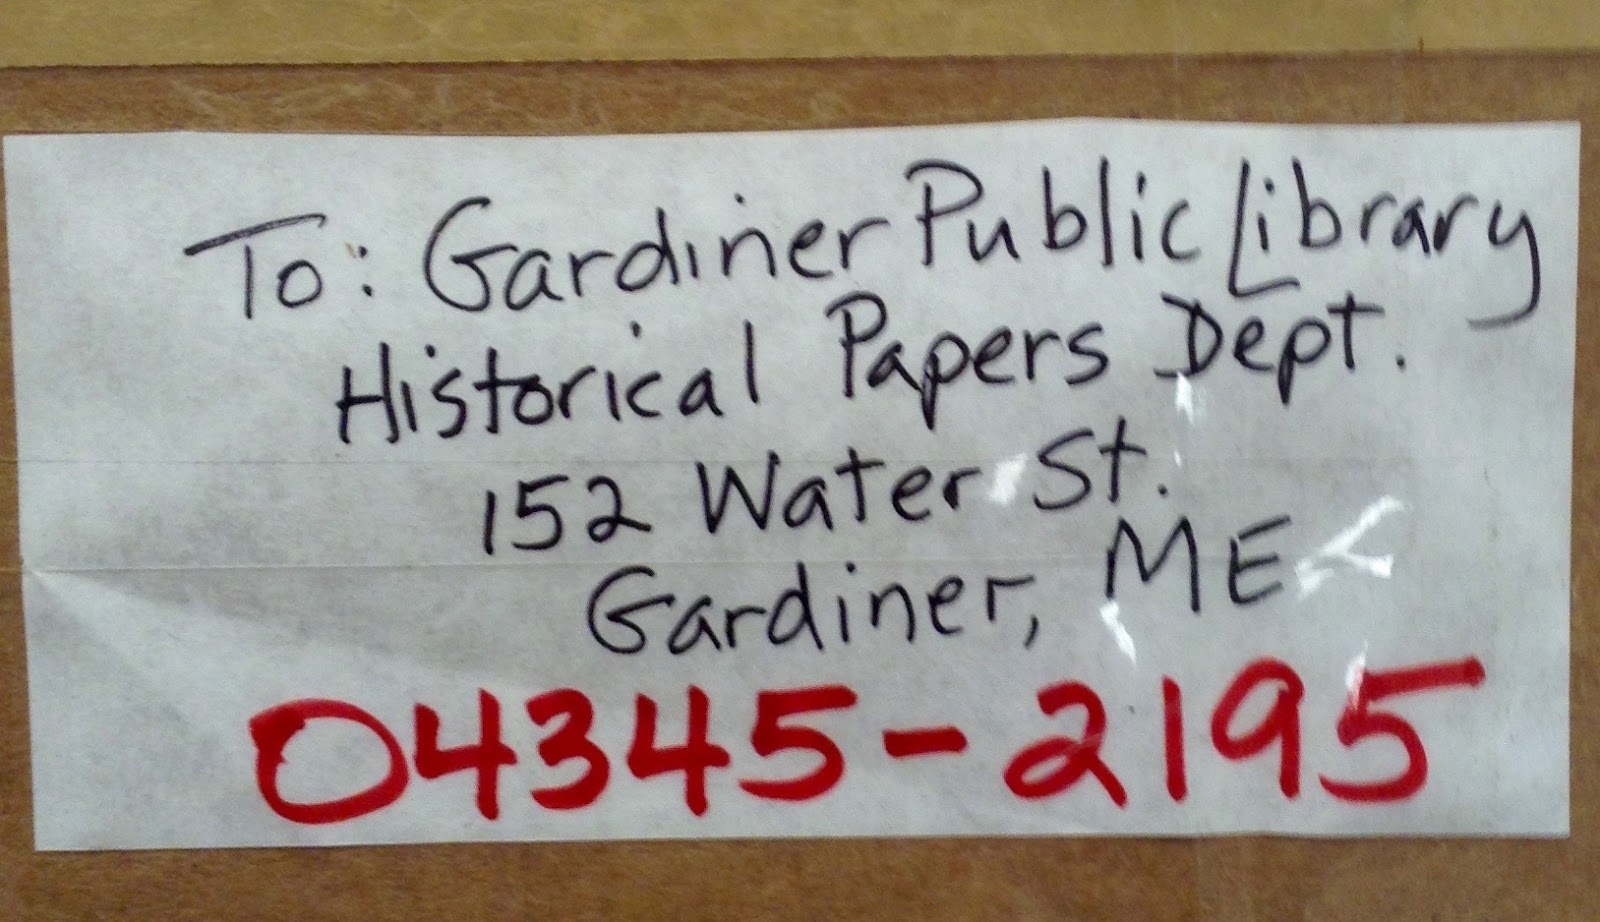 To: Gardiner Public Library
Historical Papers Dept.
152 Water St.
Gardiner, ME
04345-2195